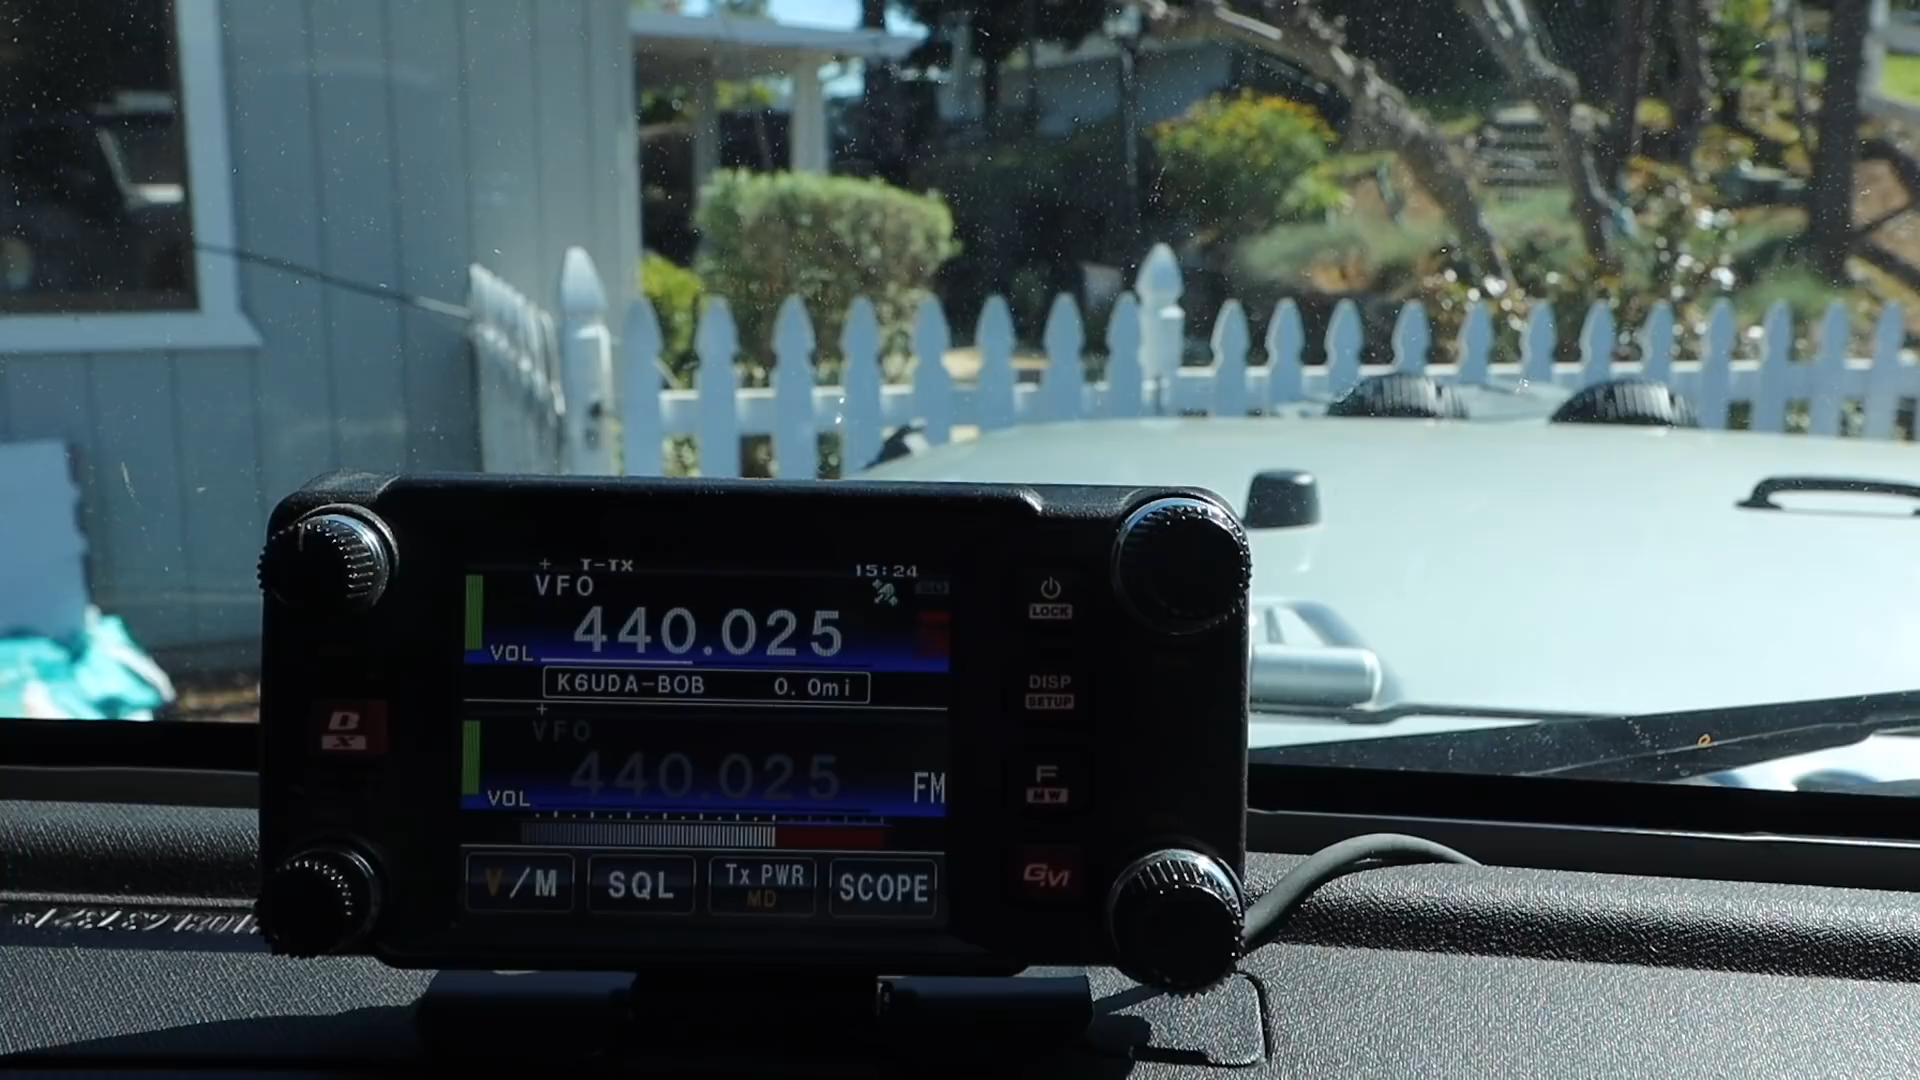 + T-TX 15:24
VFO
440.025
VOL
K6UDA-BOB 0.0mi
+
VFO
440.025
VOL FM
V/M SQL Tx PWR MD SCOPE
LOCK
DISP
SETUP
F
MW
GM
D
X